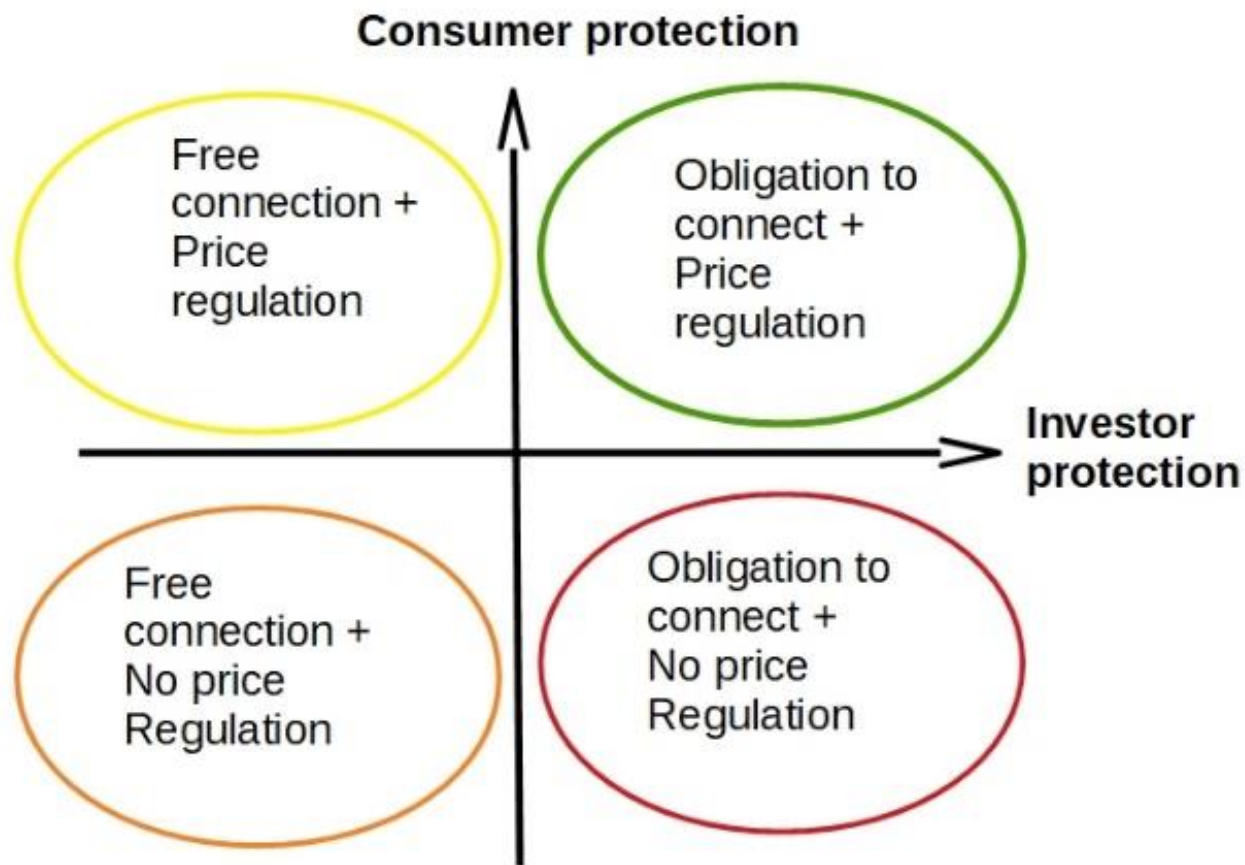 Consumer protection
Free
connection +
Price
regulation
Obligation to
connect +
Price
regulation
Investor
protection
Free
connection +
No price
Regulation
Obligation to
connect +
No price
Regulation